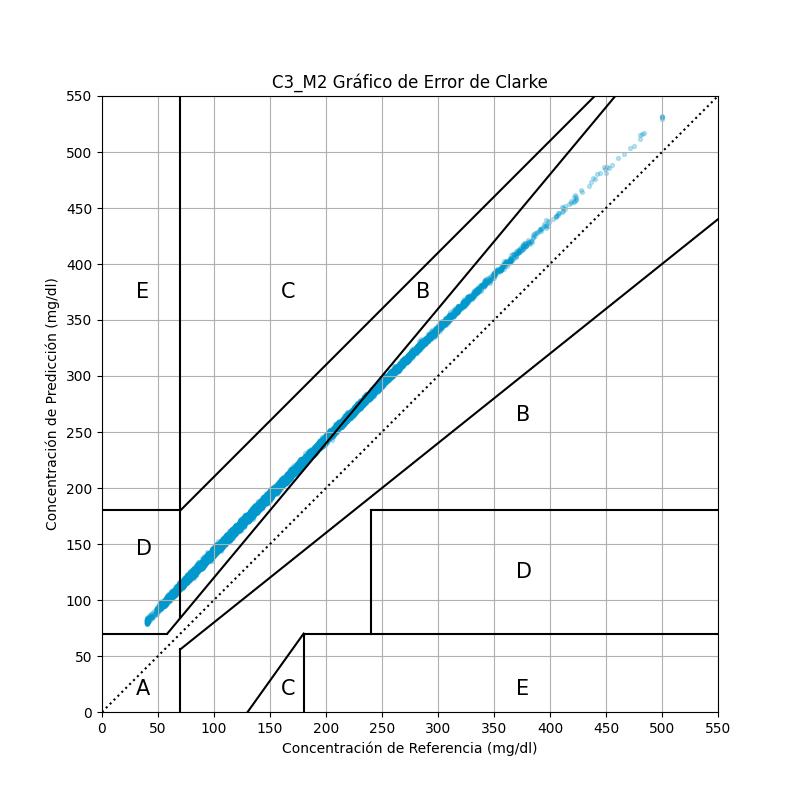 C3_M2 Gráfico de Error de Clarke
Concentración de Predicción (mg/dl)
550
500
450
400
350
300
250
200
150
100
50
0
E
C
B
B
D
D
A
C
E
0 50 100 150 200 250 300 350 400 450 500 550
Concentración de Referencia (mg/dl)